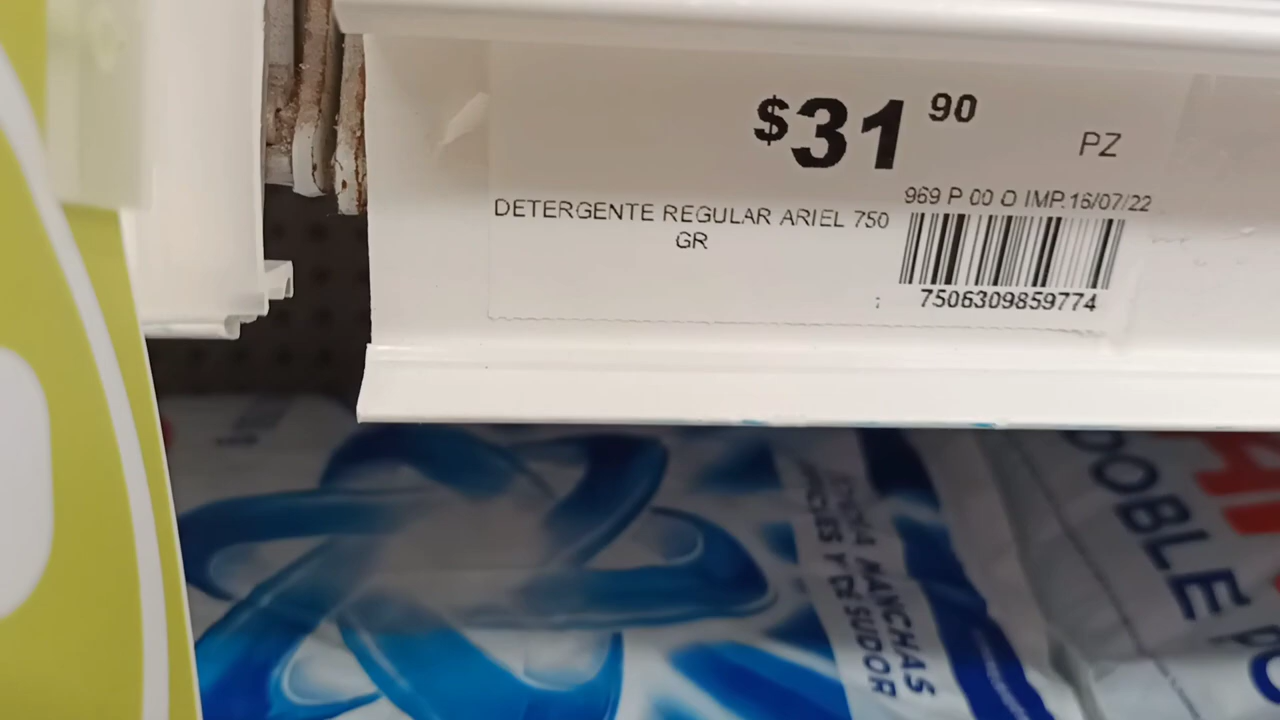 $31 90
PZ
969 P 00 O IMP.16/07/22
DETERGENTE REGULAR ARIEL 750
GR
7506309859774
MANCHAS
Y DE SUDOR
DOBLE